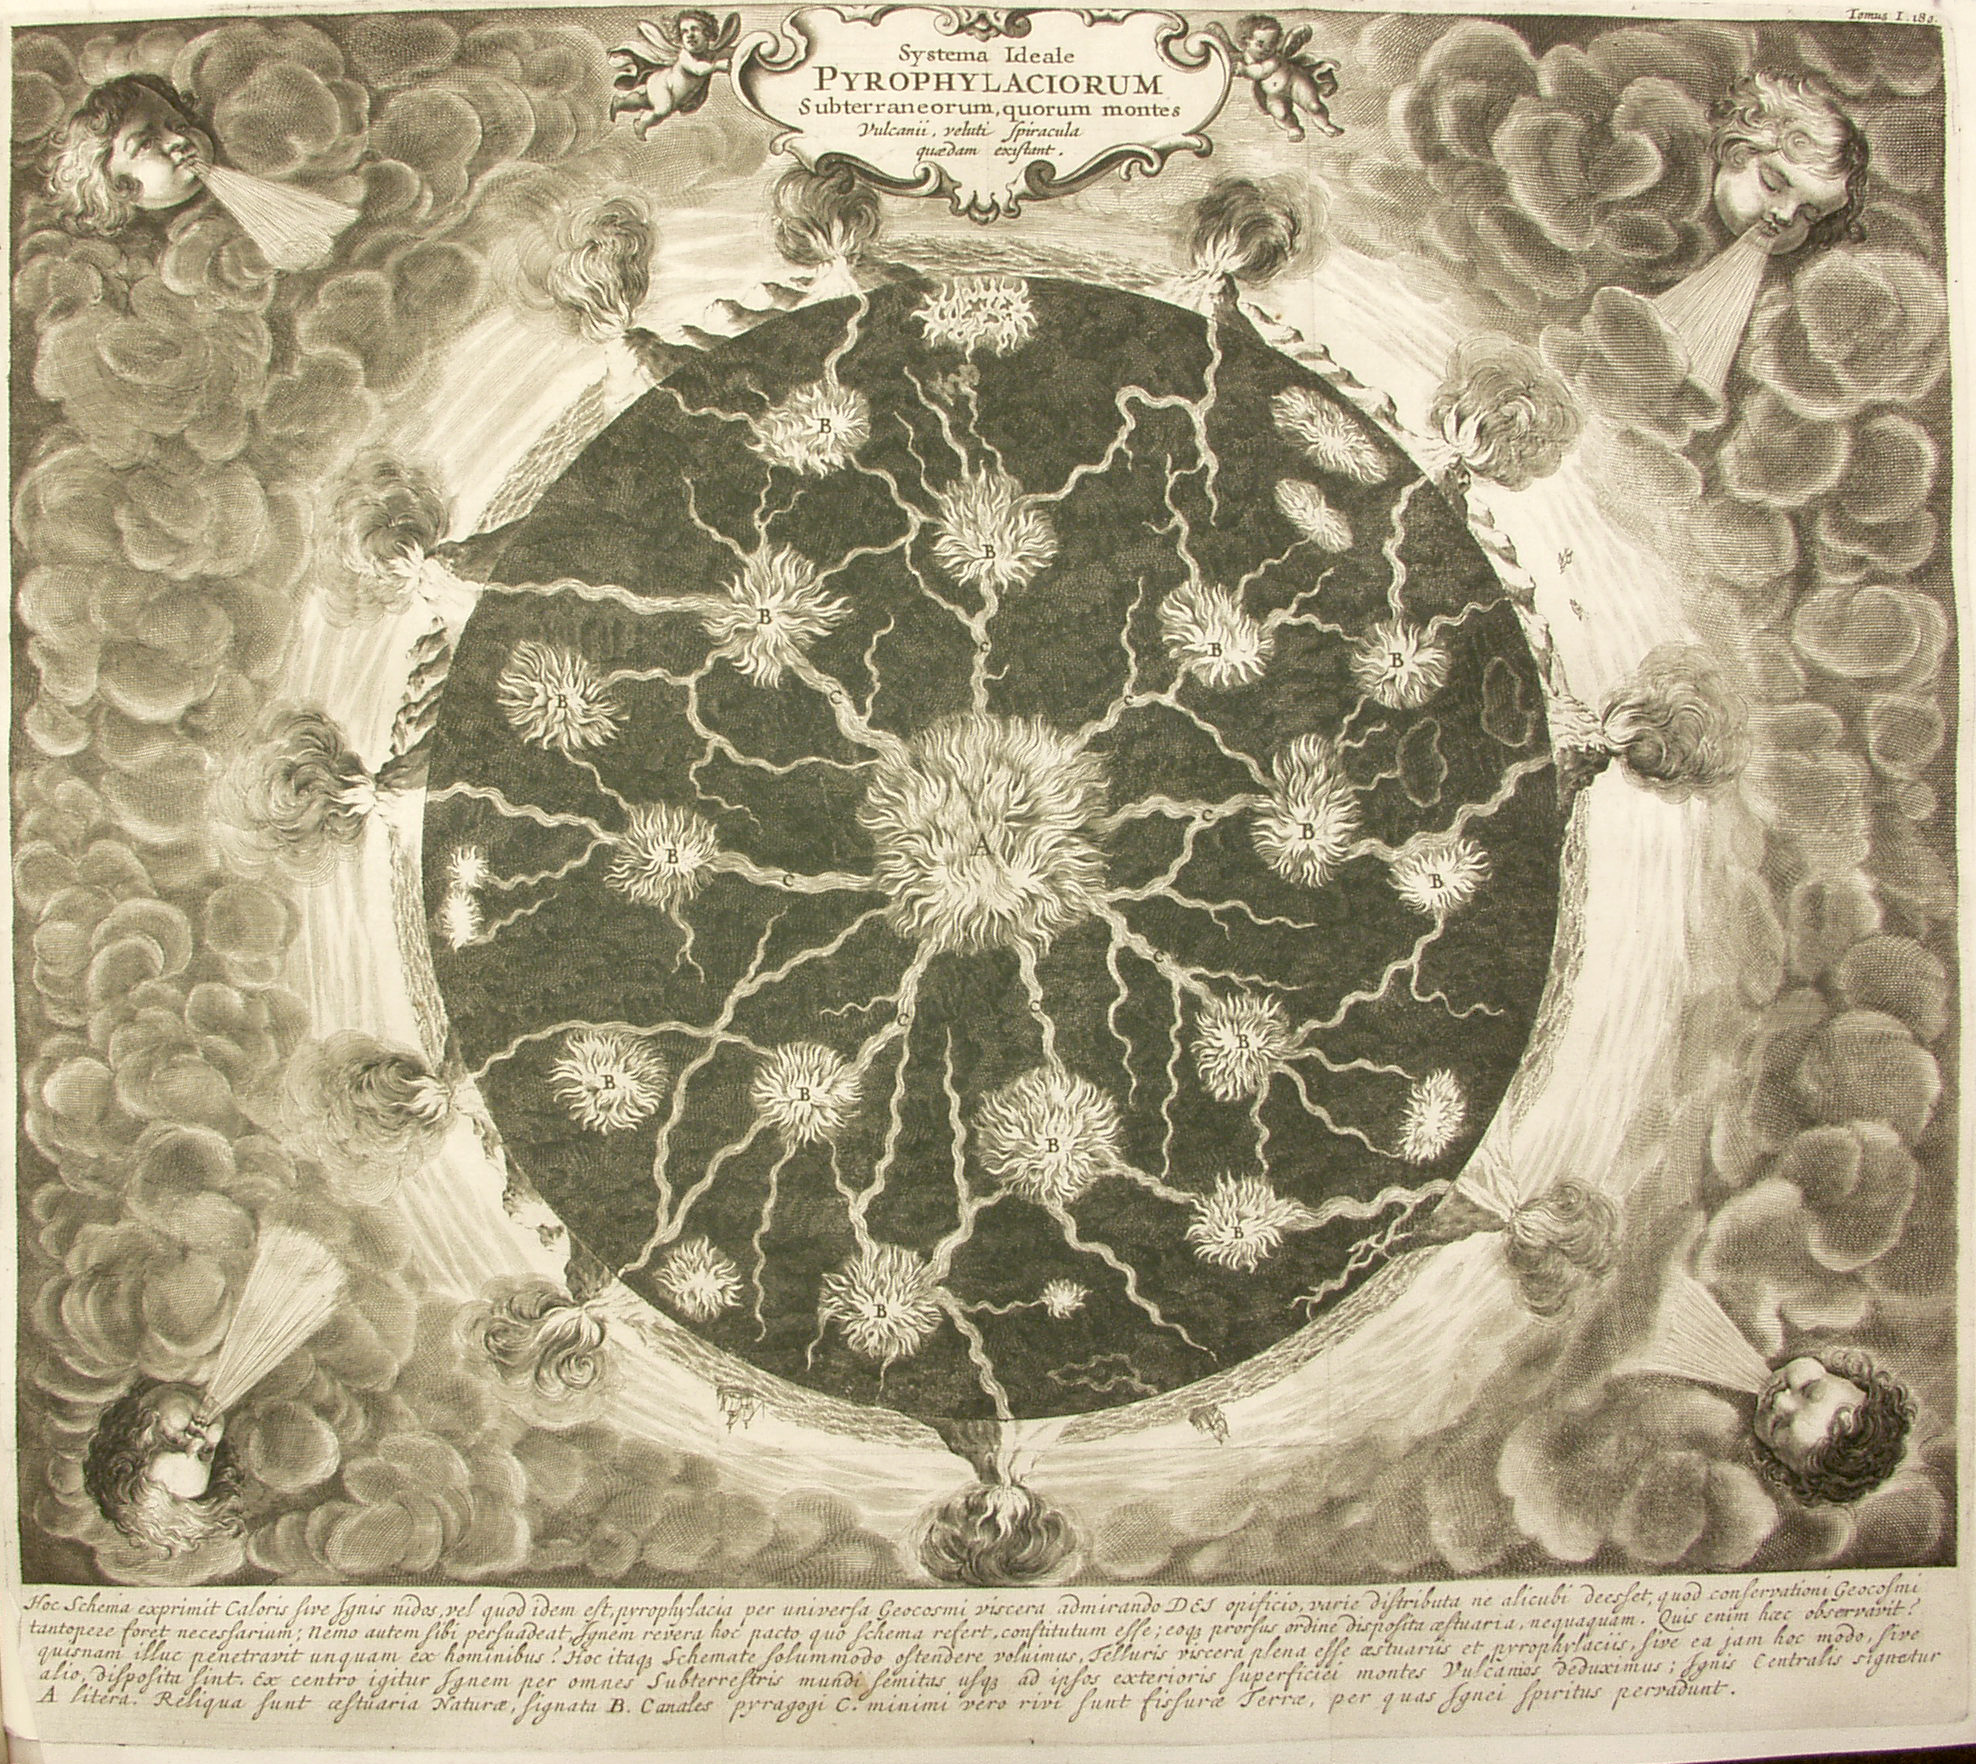 Tomus I. 180.
Systema Ideale
PYROPHYLACIORUM
Subterraneorum, quorum montes
Vulcanii, veluti spiracula
quædam existant.
B
B
B
B
B
B
C
C
C
B
C
B
B
A
B
B
C
C
C
C
B
B
B
B
B
B
Hoc Schema exprimit Caloris sive Ignis nidos, vel quod idem est, pyrophylacia per universa Geocosmi viscera, admirando DEI opificio, varie distributa ne alicubi deesset, quod conservationi Geocosmi
tantopere foret necessarium; Nemo autem sibi persuadeat, Ignem revera hoc pacto quo schema refert, constitutum esse; eoq; prorsus ordine disposita æstuaria, nequaquam. Quis enim hæc observavit?
quisnam illuc penetravit unquam ex hominibus? Hoc itaq; Schemate solummodo ostendere voluimus, Telluris viscera plena esse æstuariis et pyrophylaciis, sive ea jam hoc modo, sive
alio, disposita sint. Ex centro igitur Ignem per omnes Subterrestris mundi semitas, usq; ad ipsos exterioris superficiei montes Vulcanios deduximus; Ignis Centralis signatur
A litera. Reliqua sunt æstuaria Naturæ, signata B. Canales pyragogi C. minimi vero rivi sunt fissuræ Terræ, per quas Ignei spiritus pervadunt.